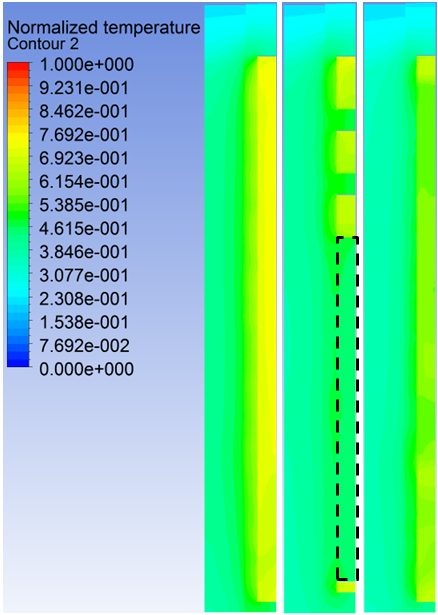 Normalized temperature
Contour 2
1.000e+000
9.231e-001
8.462e-001
7.692e-001
6.923e-001
6.154e-001
5.385e-001
4.615e-001
3.846e-001
3.077e-001
2.308e-001
1.538e-001
7.692e-002
0.000e+000